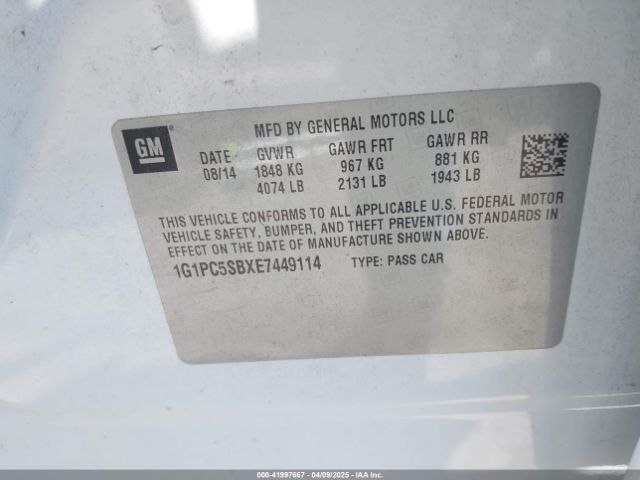 MFD BY GENERAL MOTORS LLC
GM
DATE GVWR GAWR FRT GAWR RR
08/14 1848 KG 967 KG 881 KG
4074 LB 2131 LB 1943 LB
THIS VEHICLE CONFORMS TO ALL APPLICABLE U.S. FEDERAL MOTOR
VEHICLE SAFETY, BUMPER, AND THEFT PREVENTION STANDARDS IN
EFFECT ON THE DATE OF MANUFACTURE SHOWN ABOVE.
1G1PC5SBXE7449114 TYPE: PASS CAR
000-41997667 - 04/09/2025 - IAAI.COM